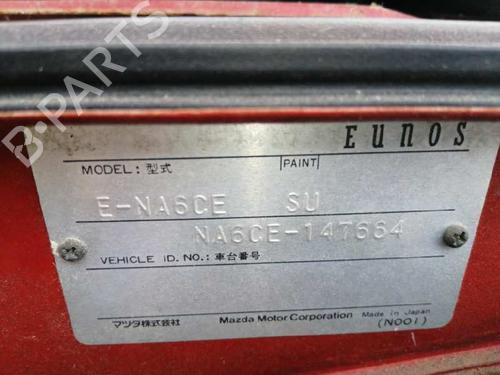 B-PARTS
EUNOS
MODEL: 型式 PAINT
E-NA6CE SU
NA6CE-147664
VEHICLE ID. NO.: 車台番号
マツダ株式会社 Mazda Motor Corporation Made in Japan
(N001)